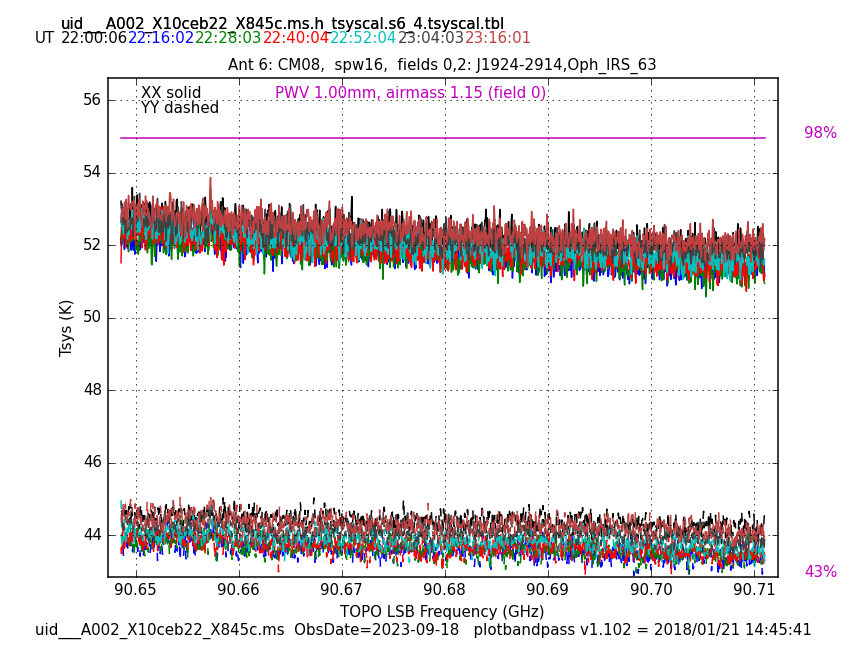 uid___A002_X10ceb22_X845c.ms.h_tsyscal.s6_4.tsyscal.tbl
UT 22:00:06 22:16:02 22:28:03 22:40:04 22:52:04 23:04:03 23:16:01
Ant 6: CM08,  spw16,  fields 0,2: J1924-2914,Oph_IRS_63
XX solid PWV 1.00mm, airmass 1.15 (field 0)
YY dashed
56
98%
54
52
50
Tsys (K)
48
46
44
43%
90.65 90.66 90.67 90.68 90.69 90.70 90.71
TOPO LSB Frequency (GHz)
uid___A002_X10ceb22_X845c.ms  ObsDate=2023-09-18   plotbandpass v1.102 = 2018/01/21 14:45:41